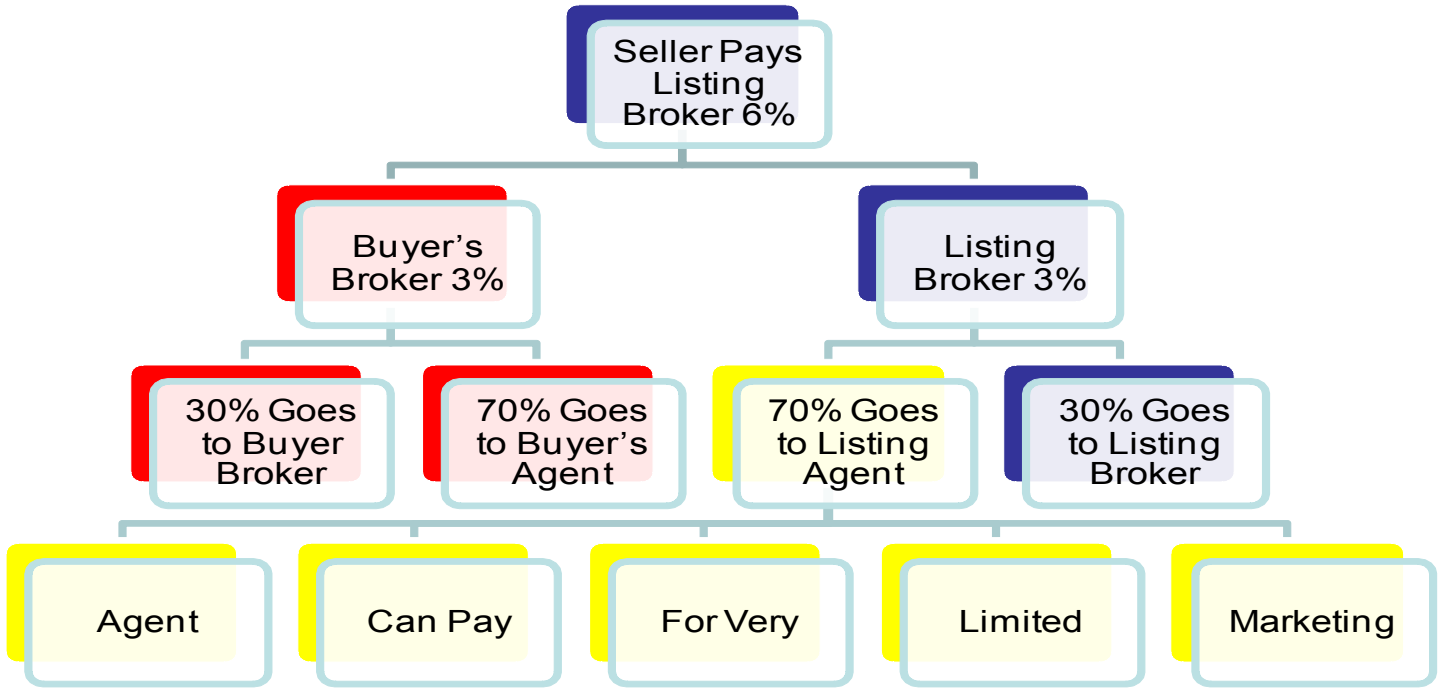 Seller Pays
Listing
Broker 6%
Buyer’s
Broker 3%
Listing
Broker 3%
30% Goes
to Buyer
Broker
70% Goes
to Buyer’s
Agent
70% Goes
to Listing
Agent
30% Goes
to Listing
Broker
Agent
Can Pay
For Very
Limited
Marketing